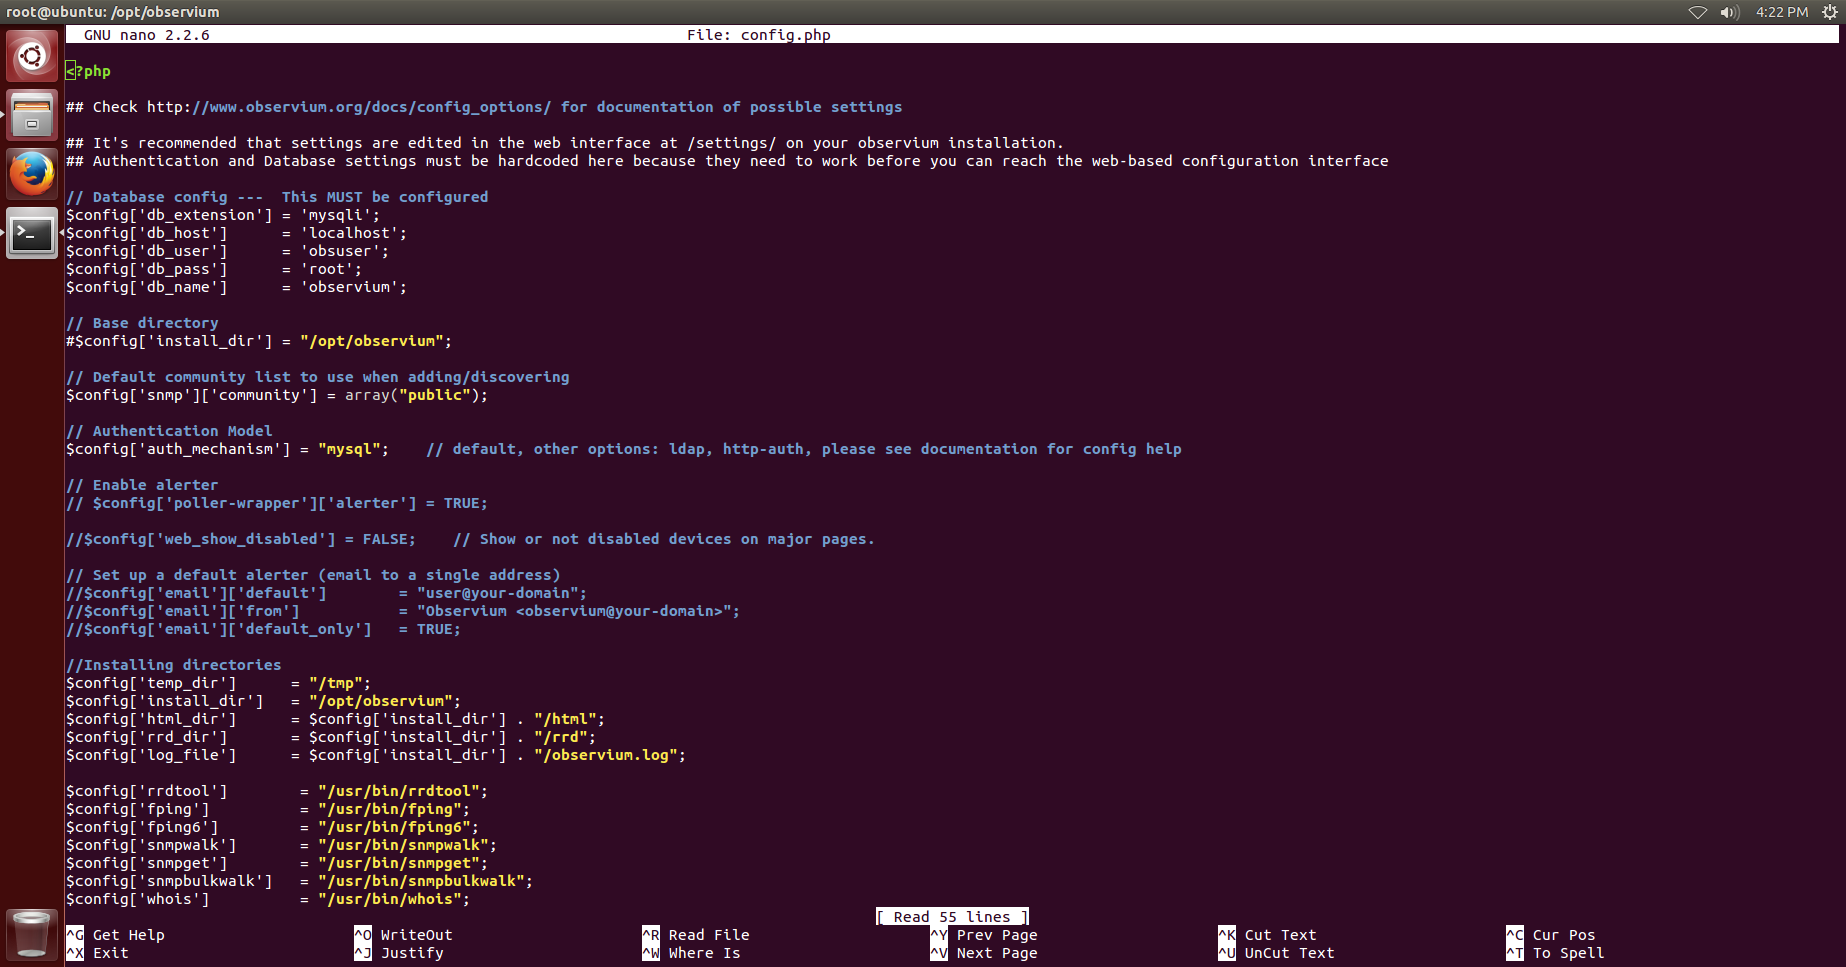 root@ubuntu: /opt/observium
4:22 PM
GNU nano 2.2.6 File: config.php
<?php
## Check http://www.observium.org/docs/config_options/ for documentation of possible settings
## It's recommended that settings are edited in the web interface at /settings/ on your observium installation.
## Authentication and Database settings must be hardcoded here because they need to work before you can reach the web-based configuration interface
// Database config ---  This MUST be configured
$config['db_extension'] = 'mysqli';
$config['db_host']      = 'localhost';
$config['db_user']      = 'obsuser';
$config['db_pass']      = 'root';
$config['db_name']      = 'observium';
// Base directory
#$config['install_dir'] = "/opt/observium";
// Default community list to use when adding/discovering
$config['snmp']['community'] = array("public");
// Authentication Model
$config['auth_mechanism'] = "mysql";    // default, other options: ldap, http-auth, please see documentation for config help
// Enable alerter
// $config['poller-wrapper']['alerter'] = TRUE;
//$config['web_show_disabled'] = FALSE;    // Show or not disabled devices on major pages.
// Set up a default alerter (email to a single address)
//$config['email']['default']        = "user@your-domain";
//$config['email']['from']           = "Observium <observium@your-domain>";
//$config['email']['default_only']   = TRUE;
//Installing directories
$config['temp_dir']      = "/tmp";
$config['install_dir']   = "/opt/observium";
$config['html_dir']      = $config['install_dir'] . "/html";
$config['rrd_dir']       = $config['install_dir'] . "/rrd";
$config['log_file']      = $config['install_dir'] . "/observium.log";
$config['rrdtool']        = "/usr/bin/rrdtool";
$config['fping']          = "/usr/bin/fping";
$config['fping6']         = "/usr/bin/fping6";
$config['snmpwalk']       = "/usr/bin/snmpwalk";
$config['snmpget']        = "/usr/bin/snmpget";
$config['snmpbulkwalk']   = "/usr/bin/snmpbulkwalk";
$config['whois']          = "/usr/bin/whois";
[ Read 55 lines ]
^G Get Help ^O WriteOut ^R Read File ^Y Prev Page ^K Cut Text ^C Cur Pos
^X Exit ^J Justify ^W Where Is ^V Next Page ^U UnCut Text ^T To Spell